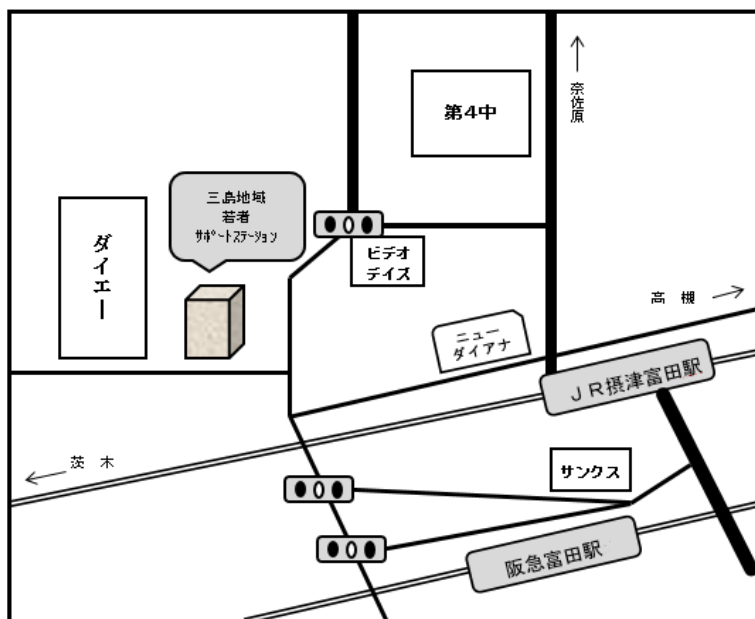 第4中
奈佐原
三島地域
若者
ｻﾎﾟｰﾄｽﾃｰｼｮﾝ
ダイエー
ビデオ
デイズ
高 槻
ニュー
ダイアナ
ＪＲ摂津富田駅
茨 木
サンクス
阪急富田駅